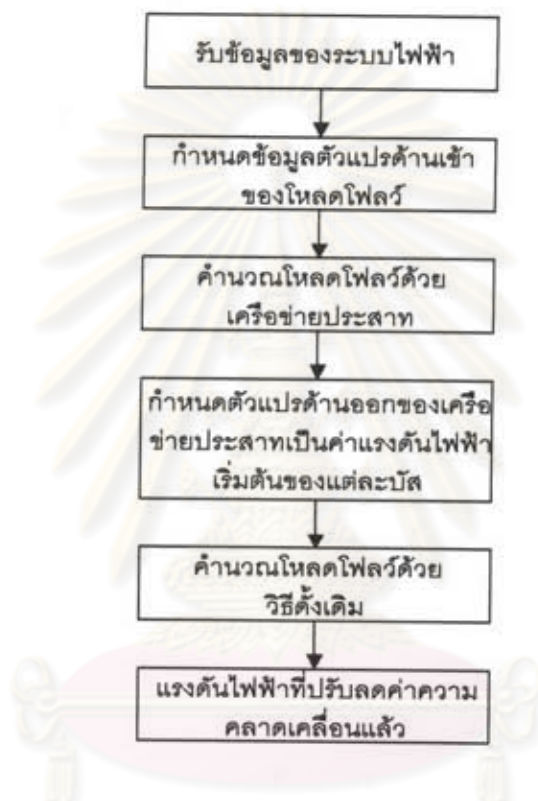 รับข้อมูลของระบบไฟฟ้า
กำหนดข้อมูลตัวแปรด้านเข้า
ของโหลดโฟลว์
คำนวณโหลดโฟลว์ด้วย
เครือข่ายประสาท
กำหนดตัวแปรด้านออกของเครือ
ข่ายประสาทเป็นค่าแรงดันไฟฟ้า
เริ่มต้นของแต่ละบัส
คำนวณโหลดโฟลว์ด้วย
วิธีดั้งเดิม
แรงดันไฟฟ้าที่ปรับลดค่าความ
คลาดเคลื่อนแล้ว